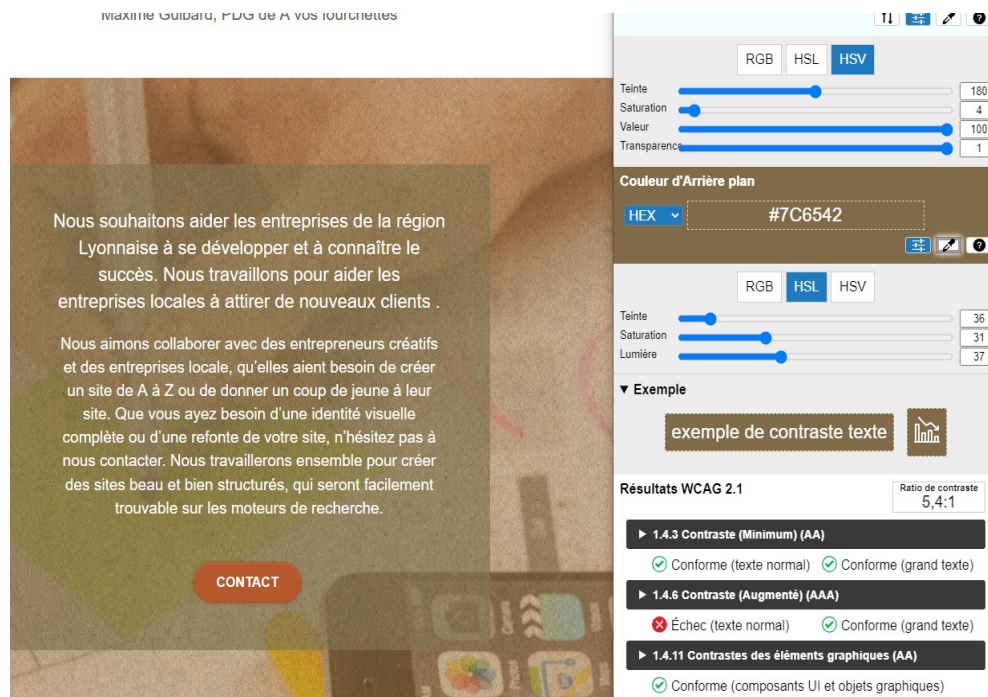 Maxime Guibard, PDG de A vos fourchettes
Nous souhaitons aider les entreprises de la région
Lyonnaise à se développer et à connaître le
succès. Nous travaillons pour aider les
entreprises locales à attirer de nouveaux clients .
Nous aimons collaborer avec des entrepreneurs créatifs
et des entreprises locale, qu’elles aient besoin de créer
un site de A à Z ou de donner un coup de jeune à leur
site. Que vous ayez besoin d’une identité visuelle
complète ou d’une refonte de votre site, n’hésitez pas à
nous contacter. Nous travaillerons ensemble pour créer
des sites beau et bien structurés, qui seront facilement
trouvable sur les moteurs de recherche.
CONTACT
RGB HSL HSV
Teinte 180
Saturation 4
Valeur 100
Transparence 1
Couleur d'Arrière plan
HEX #7C6542
RGB HSL HSV
Teinte 36
Saturation 31
Lumière 37
▼ Exemple
exemple de contraste texte
Résultats WCAG 2.1
Ratio de contraste
5,4:1
▶ 1.4.3 Contraste (Minimum) (AA)
Conforme (texte normal) Conforme (grand texte)
▶ 1.4.6 Contraste (Augmenté) (AAA)
Échec (texte normal) Conforme (grand texte)
▶ 1.4.11 Contrastes des éléments graphiques (AA)
Conforme (composants UI et objets graphiques)